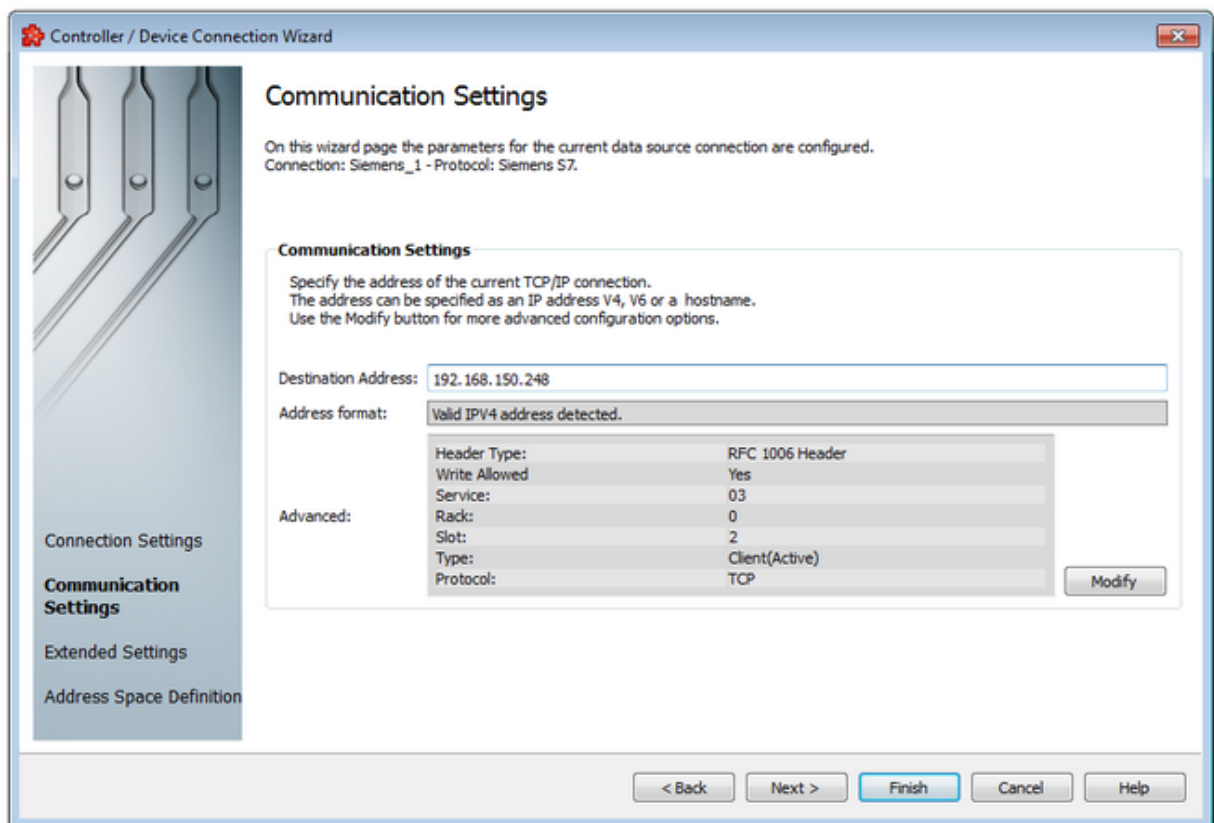 Controller / Device Connection Wizard
Communication Settings
On this wizard page the parameters for the current data source connection are configured.
Connection: Siemens_1 - Protocol: Siemens S7.
Communication Settings
Specify the address of the current TCP/IP connection.
The address can be specified as an IP address V4, V6 or a hostname.
Use the Modify button for more advanced configuration options.
Destination Address: 192.168.150.248
Address format: Valid IPV4 address detected.
Advanced:
Header Type: RFC 1006 Header
Write Allowed Yes
Service: 03
Rack: 0
Slot: 2
Type: Client(Active)
Protocol: TCP
Modify
Connection Settings
Communication
Settings
Extended Settings
Address Space Definition
< Back Next > Finish Cancel Help